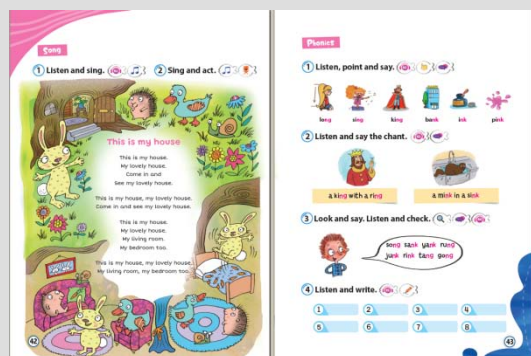 Song
1 Listen and sing.
2 Sing and act.
This is my house
This is my house.
My lovely house.
Come in and
See my lovely house.
This is my house, my lovely house.
Come in and see my lovely house.
This is my house.
My lovely house.
My living room.
My bedroom too.
This is my house, my lovely house,
My living room, my bedroom too.
42
Phonics
1 Listen, point and say.
long sing king bank ink pink
2 Listen and say the chant.
a king with a ring
a mink in a sink
3 Look and say. Listen and check.
song sank yank rung
junk rink tang gong
4 Listen and write.
1 2 3 4
5 6 7 8
43